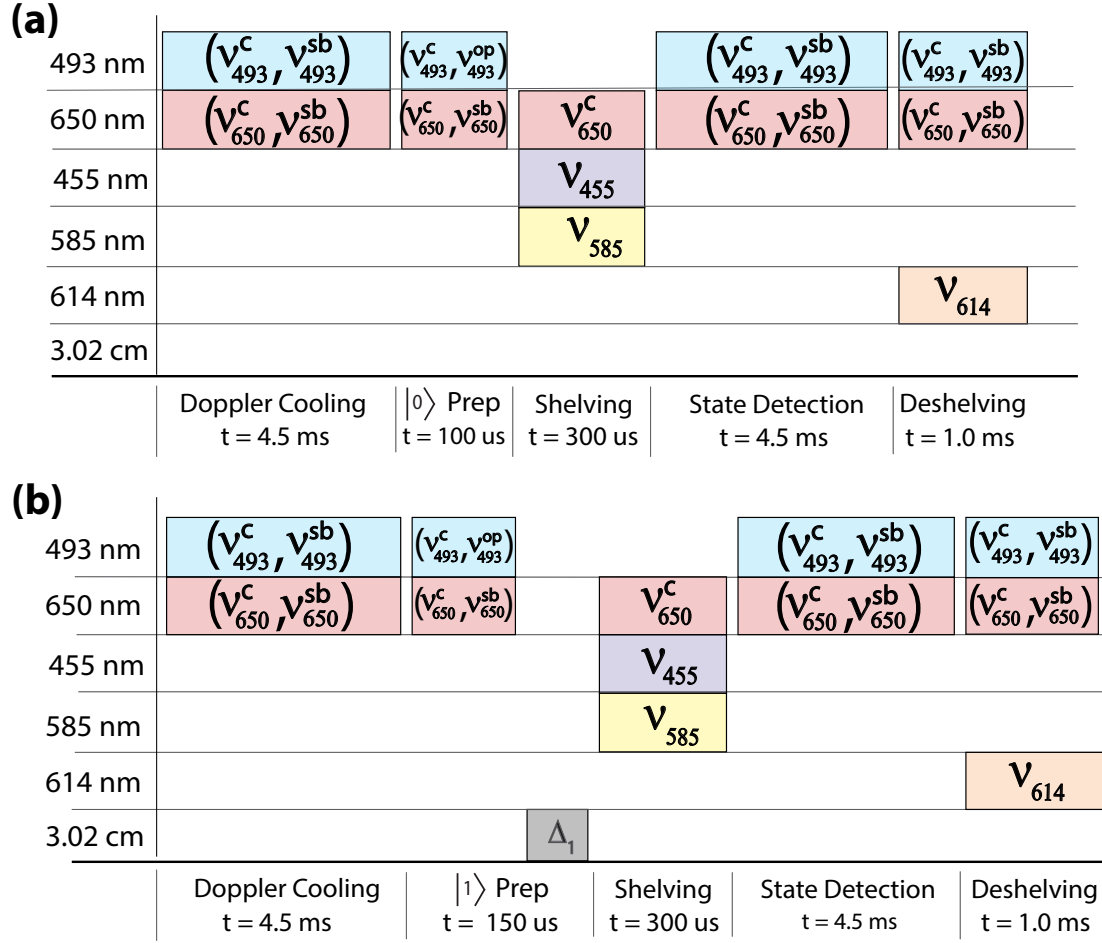 (a)
493 nm
(ν^c_493, ν^sb_493) (ν^c_493, ν^op_493) (ν^c_493, ν^sb_493) (ν^c_493, ν^sb_493)
650 nm
(ν^c_650, ν^sb_650) (ν^c_650, ν^sb_650) ν^c_650 (ν^c_650, ν^sb_650) (ν^c_650, ν^sb_650)
455 nm ν_455
585 nm ν_585
614 nm ν_614
3.02 cm
Doppler Cooling |0⟩ Prep Shelving State Detection Deshelving
t = 4.5 ms t = 100 us t = 300 us t = 4.5 ms t = 1.0 ms
(b)
493 nm
(ν^c_493, ν^sb_493) (ν^c_493, ν^op_493) (ν^c_493, ν^sb_493) (ν^c_493, ν^sb_493)
650 nm
(ν^c_650, ν^sb_650) (ν^c_650, ν^sb_650) ν^c_650 (ν^c_650, ν^sb_650) (ν^c_650, ν^sb_650)
455 nm ν_455
585 nm ν_585
614 nm ν_614
3.02 cm Δ_1
Doppler Cooling |1⟩ Prep Shelving State Detection Deshelving
t = 4.5 ms t = 150 us t = 300 us t = 4.5 ms t = 1.0 ms